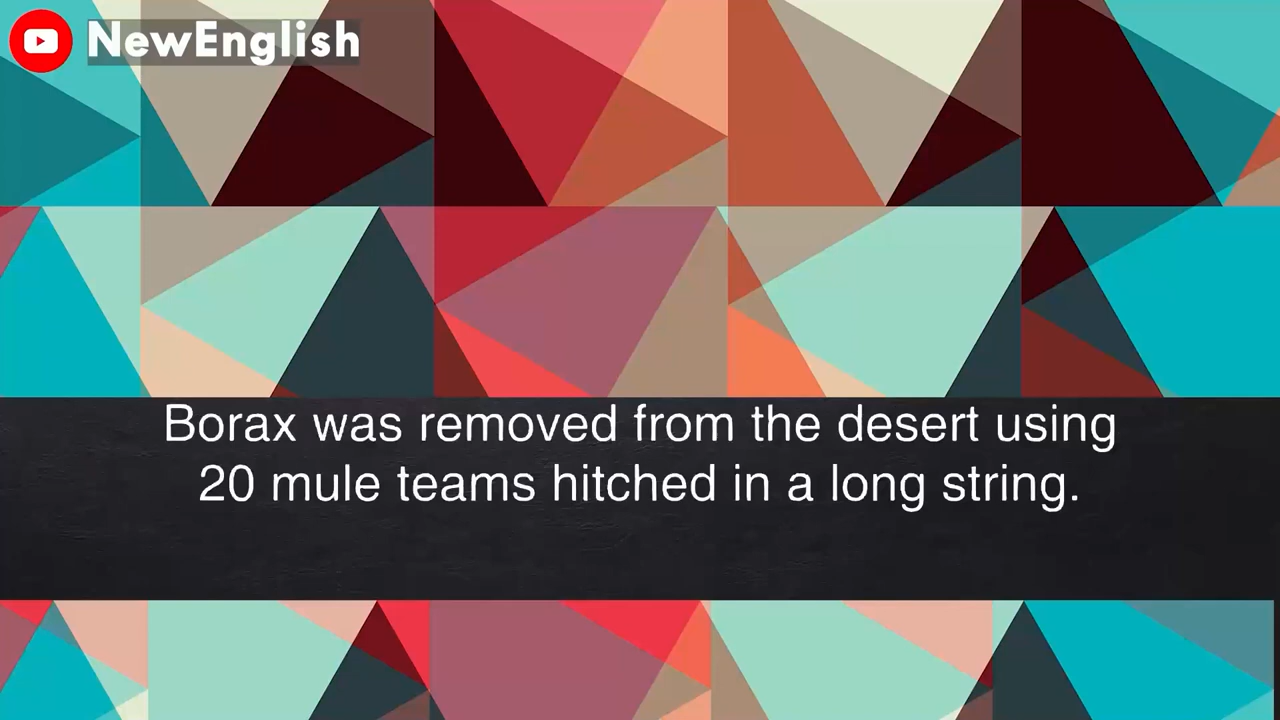 NewEnglish
Borax was removed from the desert using
20 mule teams hitched in a long string.